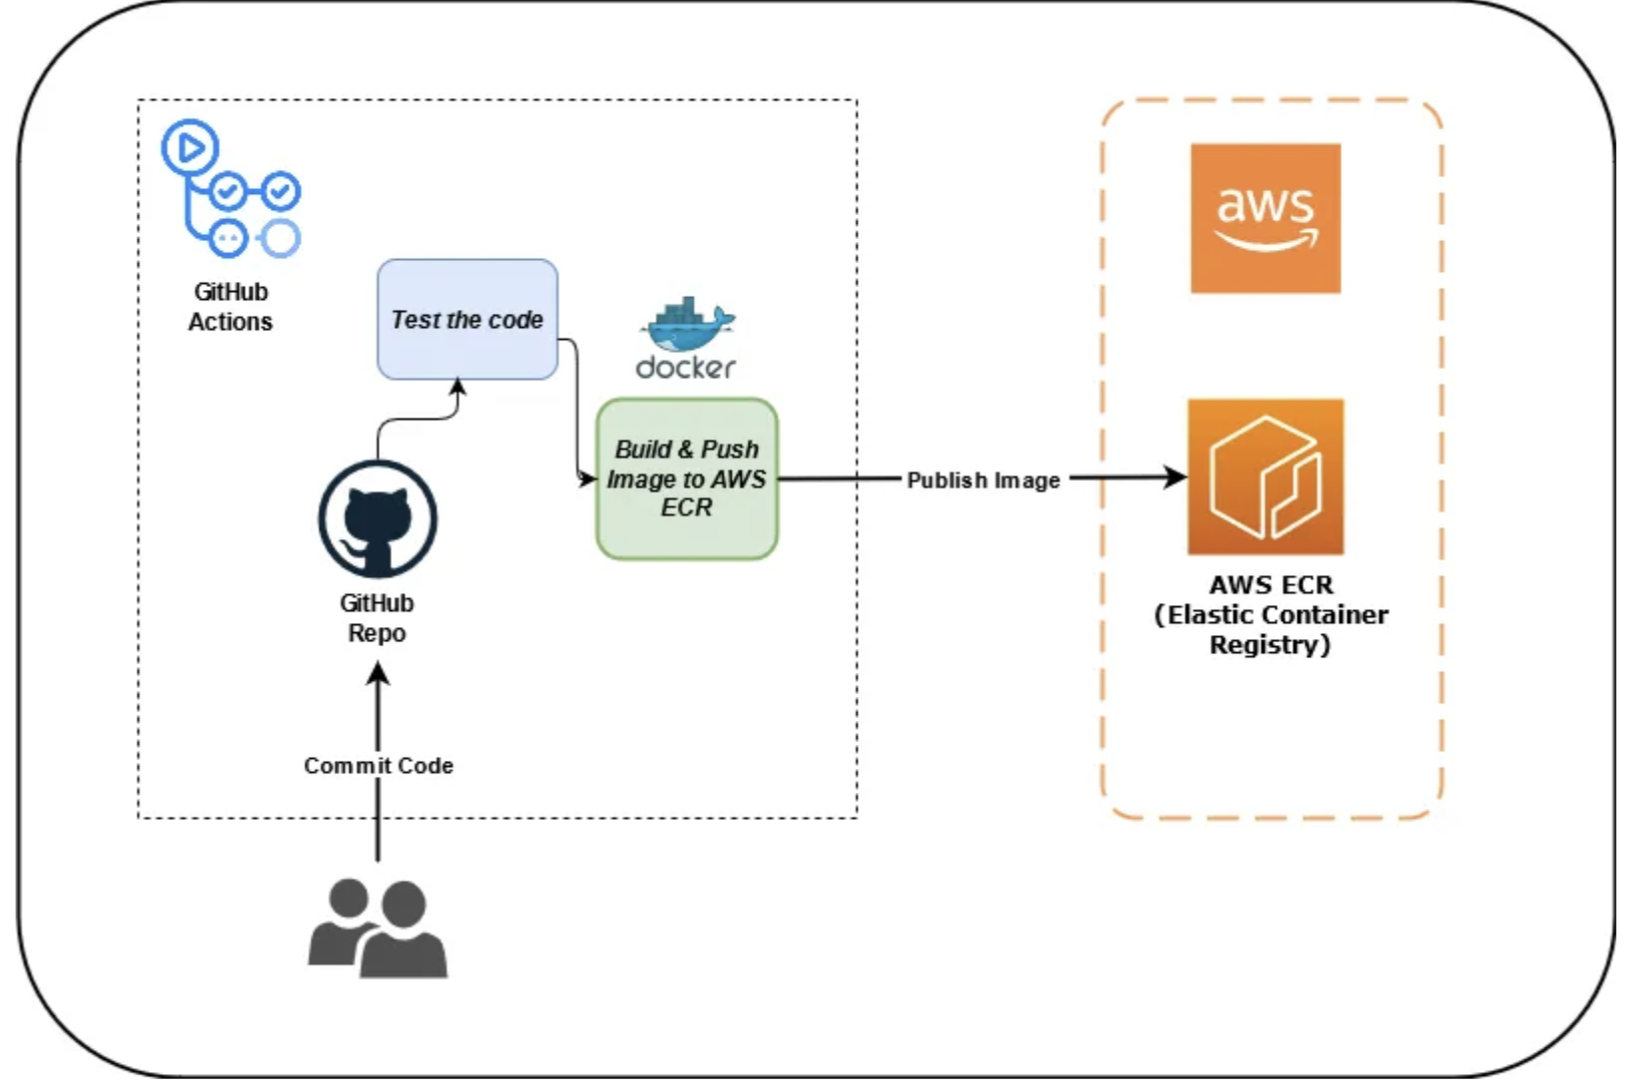 GitHub
Actions
Test the code
docker
Build & Push
Image to AWS
ECR
Publish Image
aws
AWS ECR
(Elastic Container
Registry)
GitHub
Repo
Commit Code